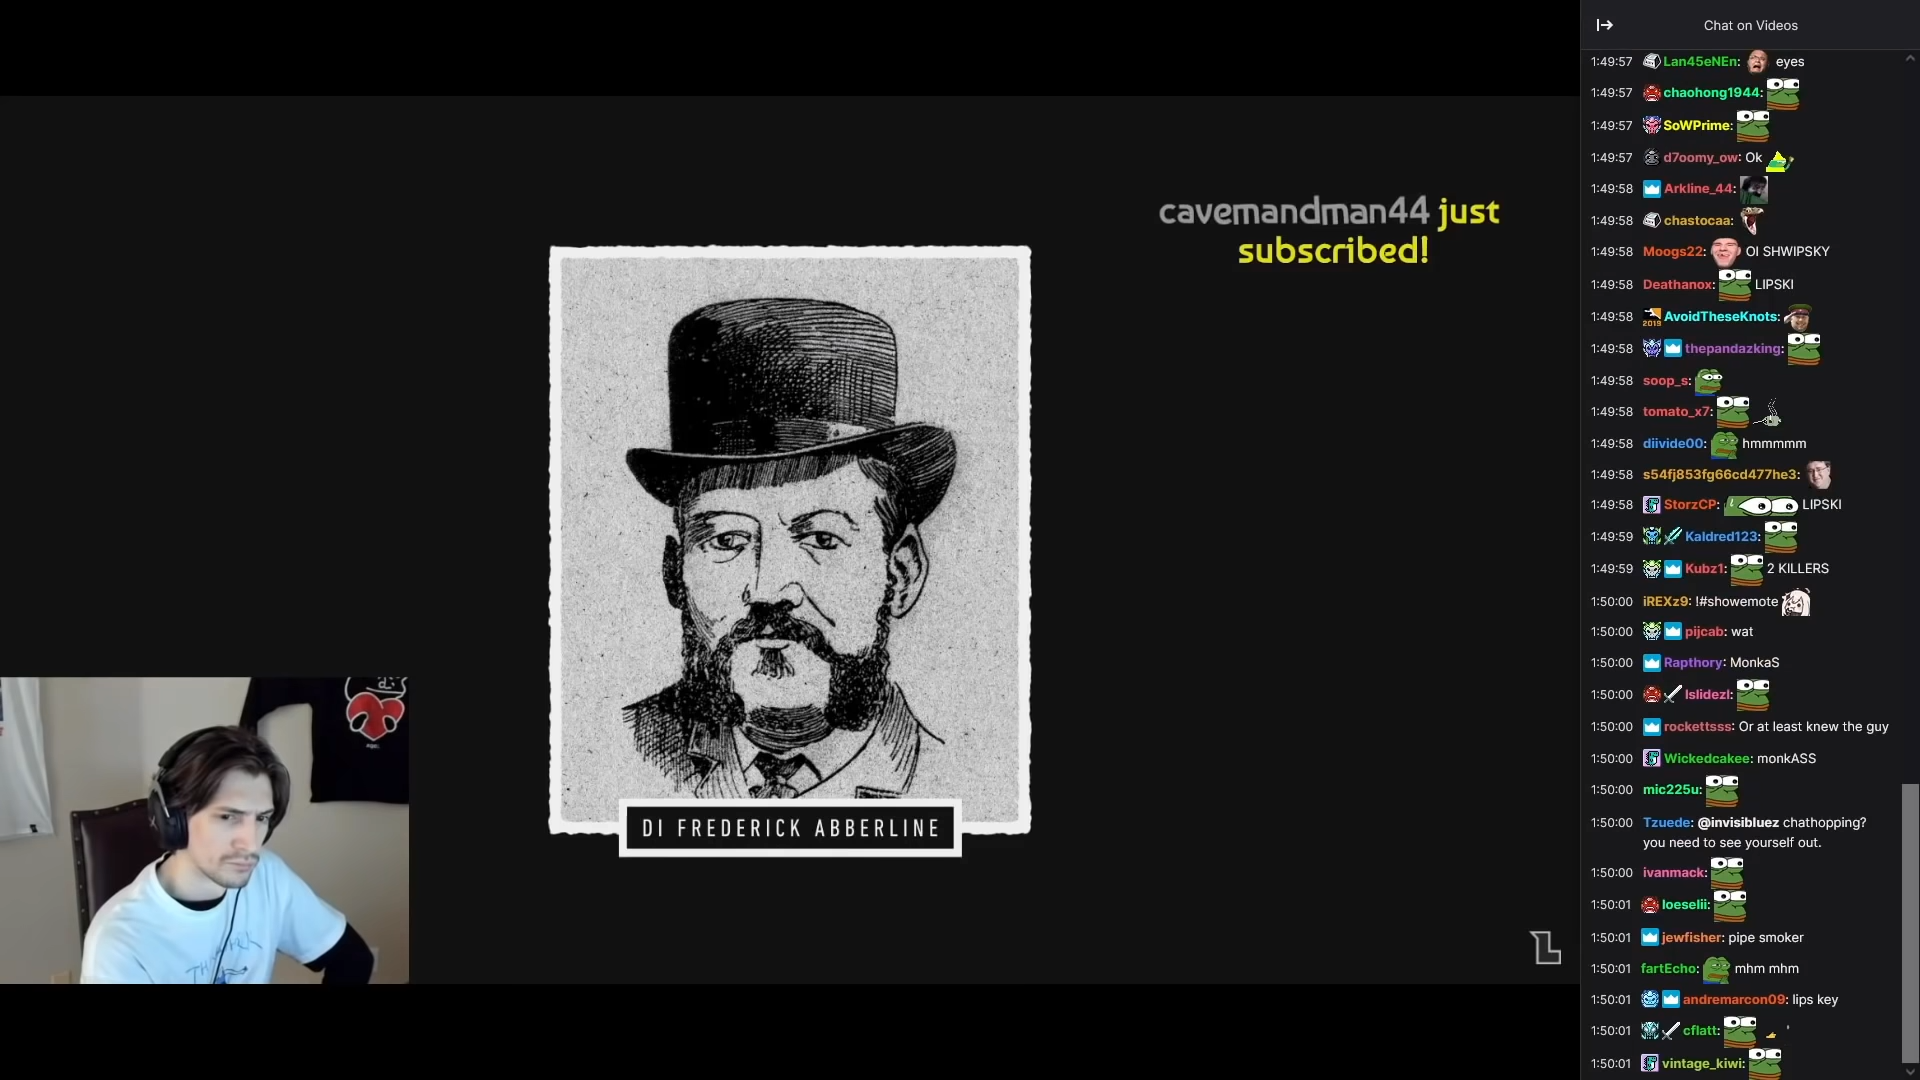 cavemandman44 just
subscribed!
DI FREDERICK ABBERLINE
Chat on Videos
1:49:57 Lan45eNEn: eyes
1:49:57 chaohong1944:
1:49:57 SoWPrime:
1:49:57 d7oomy_ow: Ok
1:49:58 Arkline_44:
1:49:58 chastocaa:
1:49:58 Moogs22: OI SHWIPSKY
1:49:58 Deathanox: LIPSKI
1:49:58 2019 AvoidTheseKnots:
1:49:58 thepandazking:
1:49:58 soop_s:
1:49:58 tomato_x7:
1:49:58 diivide00: hmmmmm
1:49:58 s54fj853fg66cd477he3:
1:49:58 StorzCP: LIPSKI
1:49:59 Kaldred123:
1:49:59 Kubz1: 2 KILLERS
1:50:00 iREXz9: !#showemote
1:50:00 pijcab: wat
1:50:00 Rapthory: MonkaS
1:50:00 Islidezl:
1:50:00 rockettsss: Or at least knew the guy
1:50:00 Wickedcakee: monkASS
1:50:00 mic225u:
1:50:00 Tzuede: @invisibluez chathopping?
you need to see yourself out.
1:50:00 ivanmack:
1:50:01 loeselii:
1:50:01 jewfisher: pipe smoker
1:50:01 fartEcho: mhm mhm
1:50:01 andremarcon09: lips key
1:50:01 cflatt:
1:50:01 vintage_kiwi: